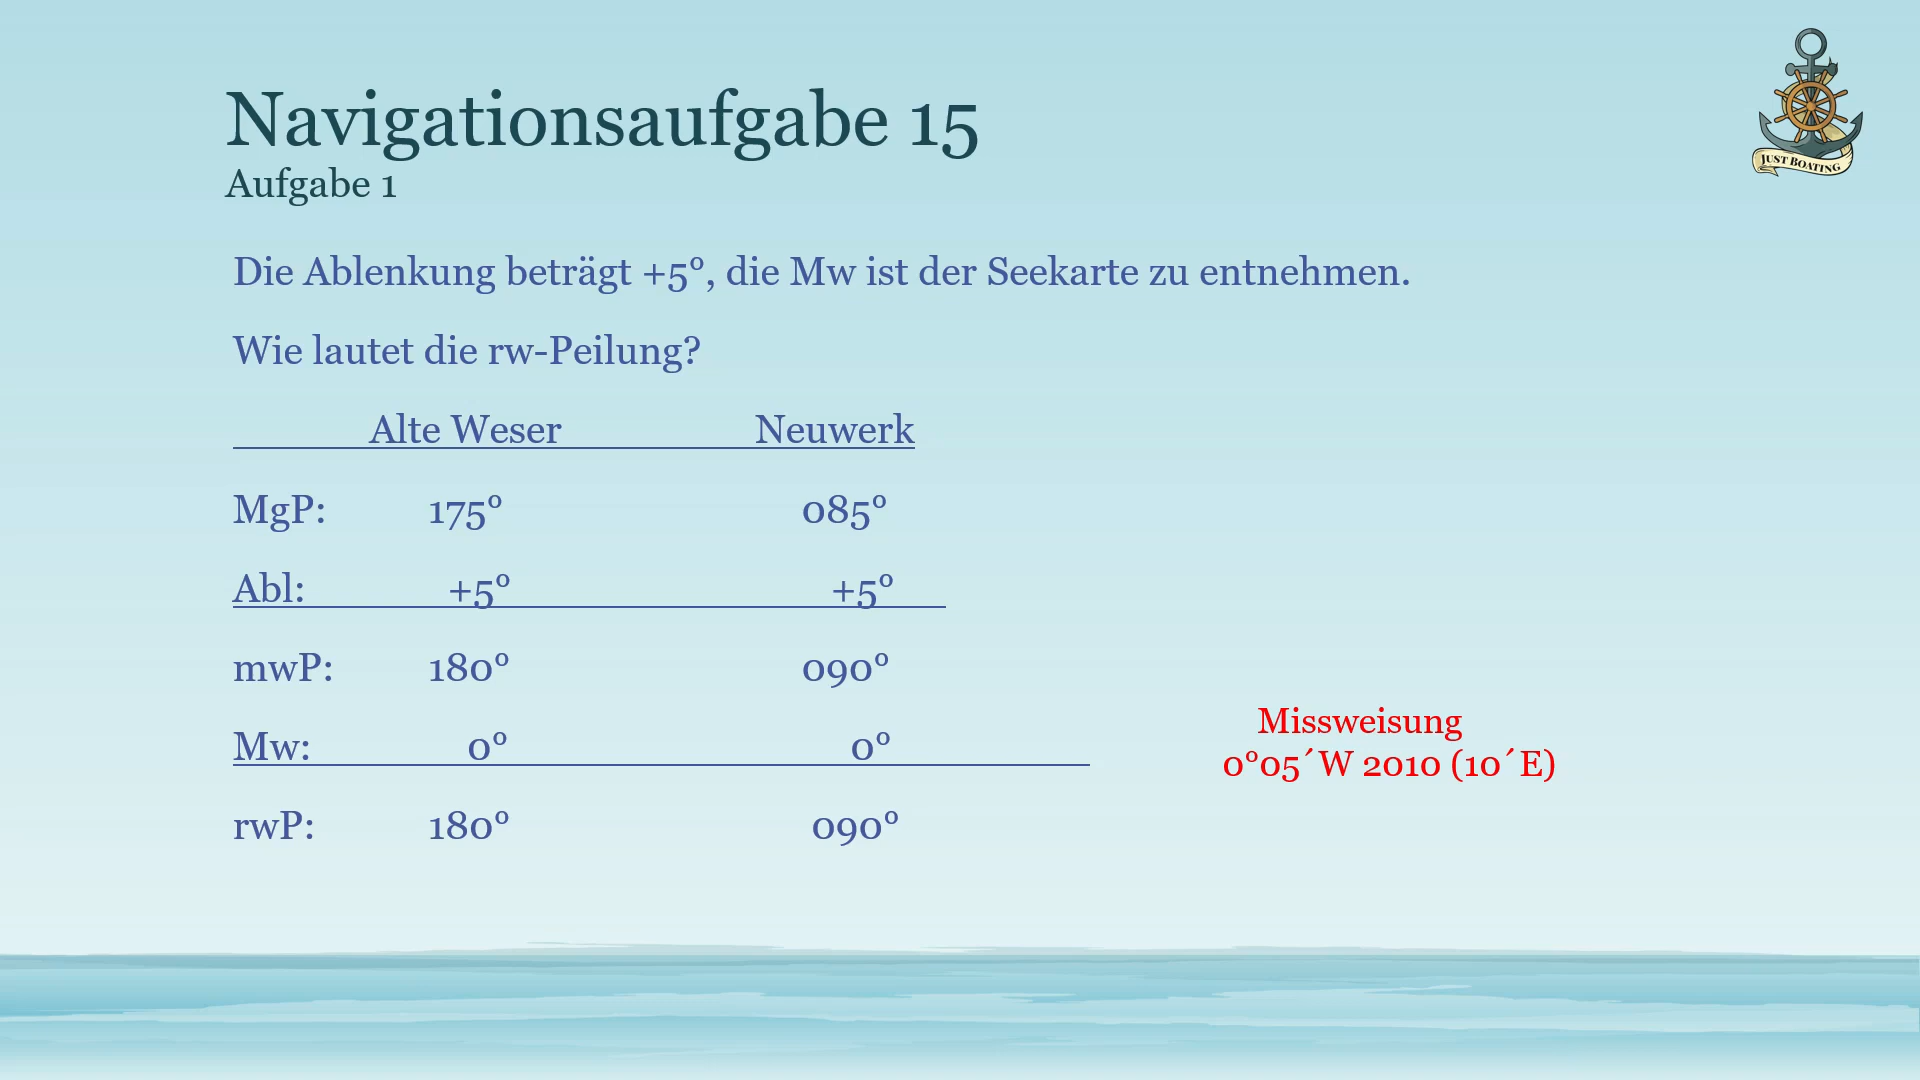 JUST BOATING
Navigationsaufgabe 15
Aufgabe 1
Die Ablenkung beträgt +5°, die Mw ist der Seekarte zu entnehmen.
Wie lautet die rw-Peilung?
Alte Weser Neuwerk
MgP: 175° 085°
Abl: +5° +5°
mwP: 180° 090°
Mw: 0° 0°
rwP: 180° 090°
Missweisung
0°05´W 2010 (10´E)